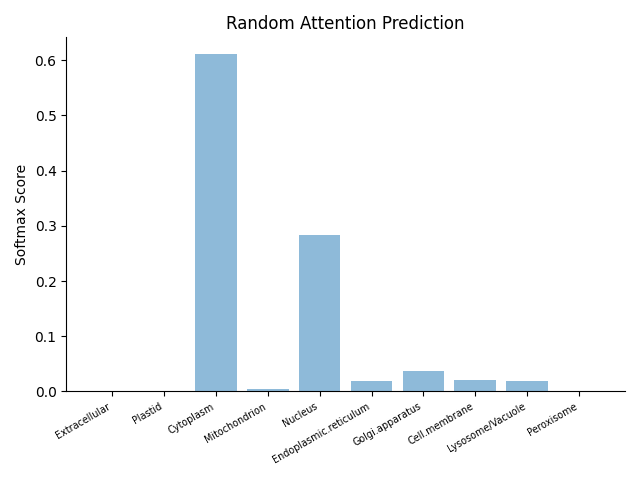 Random Attention Prediction
Softmax Score
0.6
0.5
0.4
0.3
0.2
0.1
0.0
Extracellular
Plastid
Cytoplasm
Mitochondrion
Nucleus
Endoplasmic.reticulum
Golgi.apparatus
Cell.membrane
Lysosome/Vacuole
Peroxisome